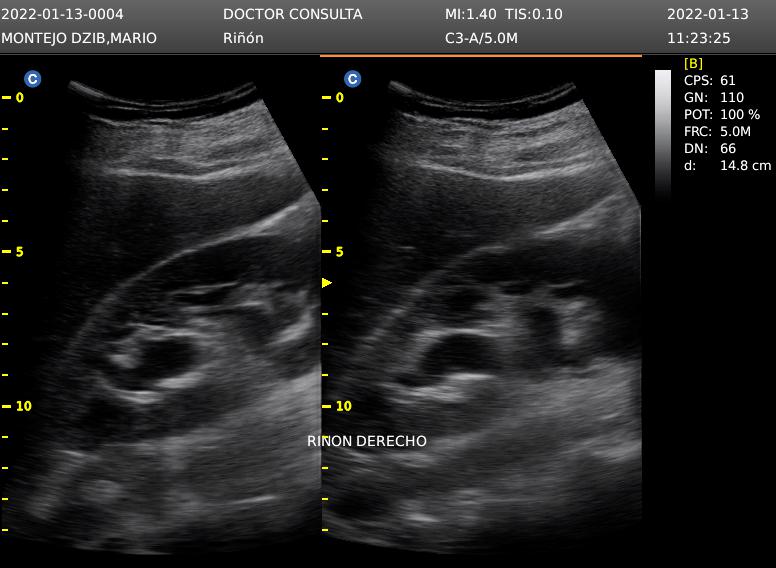 2022-01-13-0004 DOCTOR CONSULTA MI:1.40 TIS:0.10 2022-01-13
MONTEJO DZIB,MARIO Riñón C3-A/5.0M 11:23:25
[B]
C C
0 0
CPS: 61
GN: 110
POT: 100 %
FRC: 5.0M
DN: 66
d: 14.8 cm
5 5
10 10
RINON DERECHO